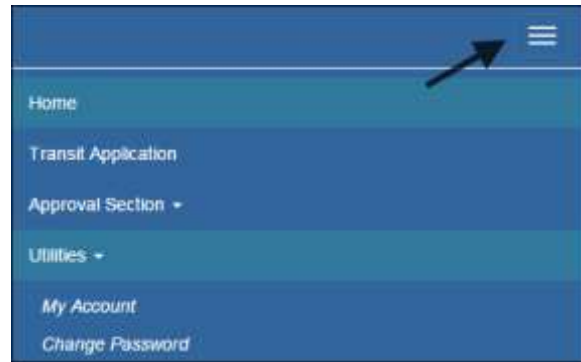 Home
Transit Application
Approval Section
Utilities
My Account
Change Password